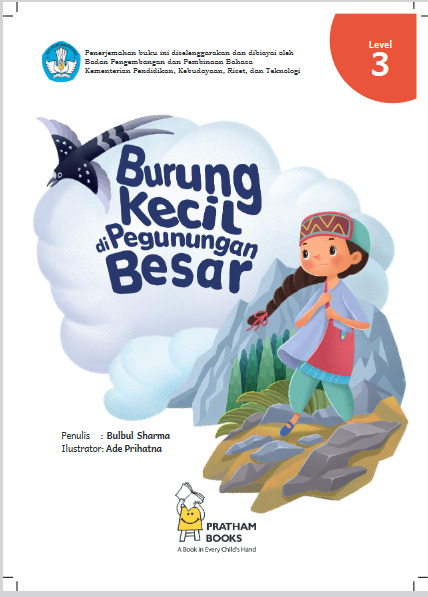 Penerjemahan buku ini diselenggarakan dan dibiayai oleh
Badan Pengembangan dan Pembinaan Bahasa
Kementerian Pendidikan, Kebudayaan, Riset, dan Teknologi
Level
3
Burung
Kecil
di Pegunungan
Besar
Penulis : Bulbul Sharma
Ilustrator: Ade Prihatna
PRATHAM
BOOKS
A Book in Every Child's Hand